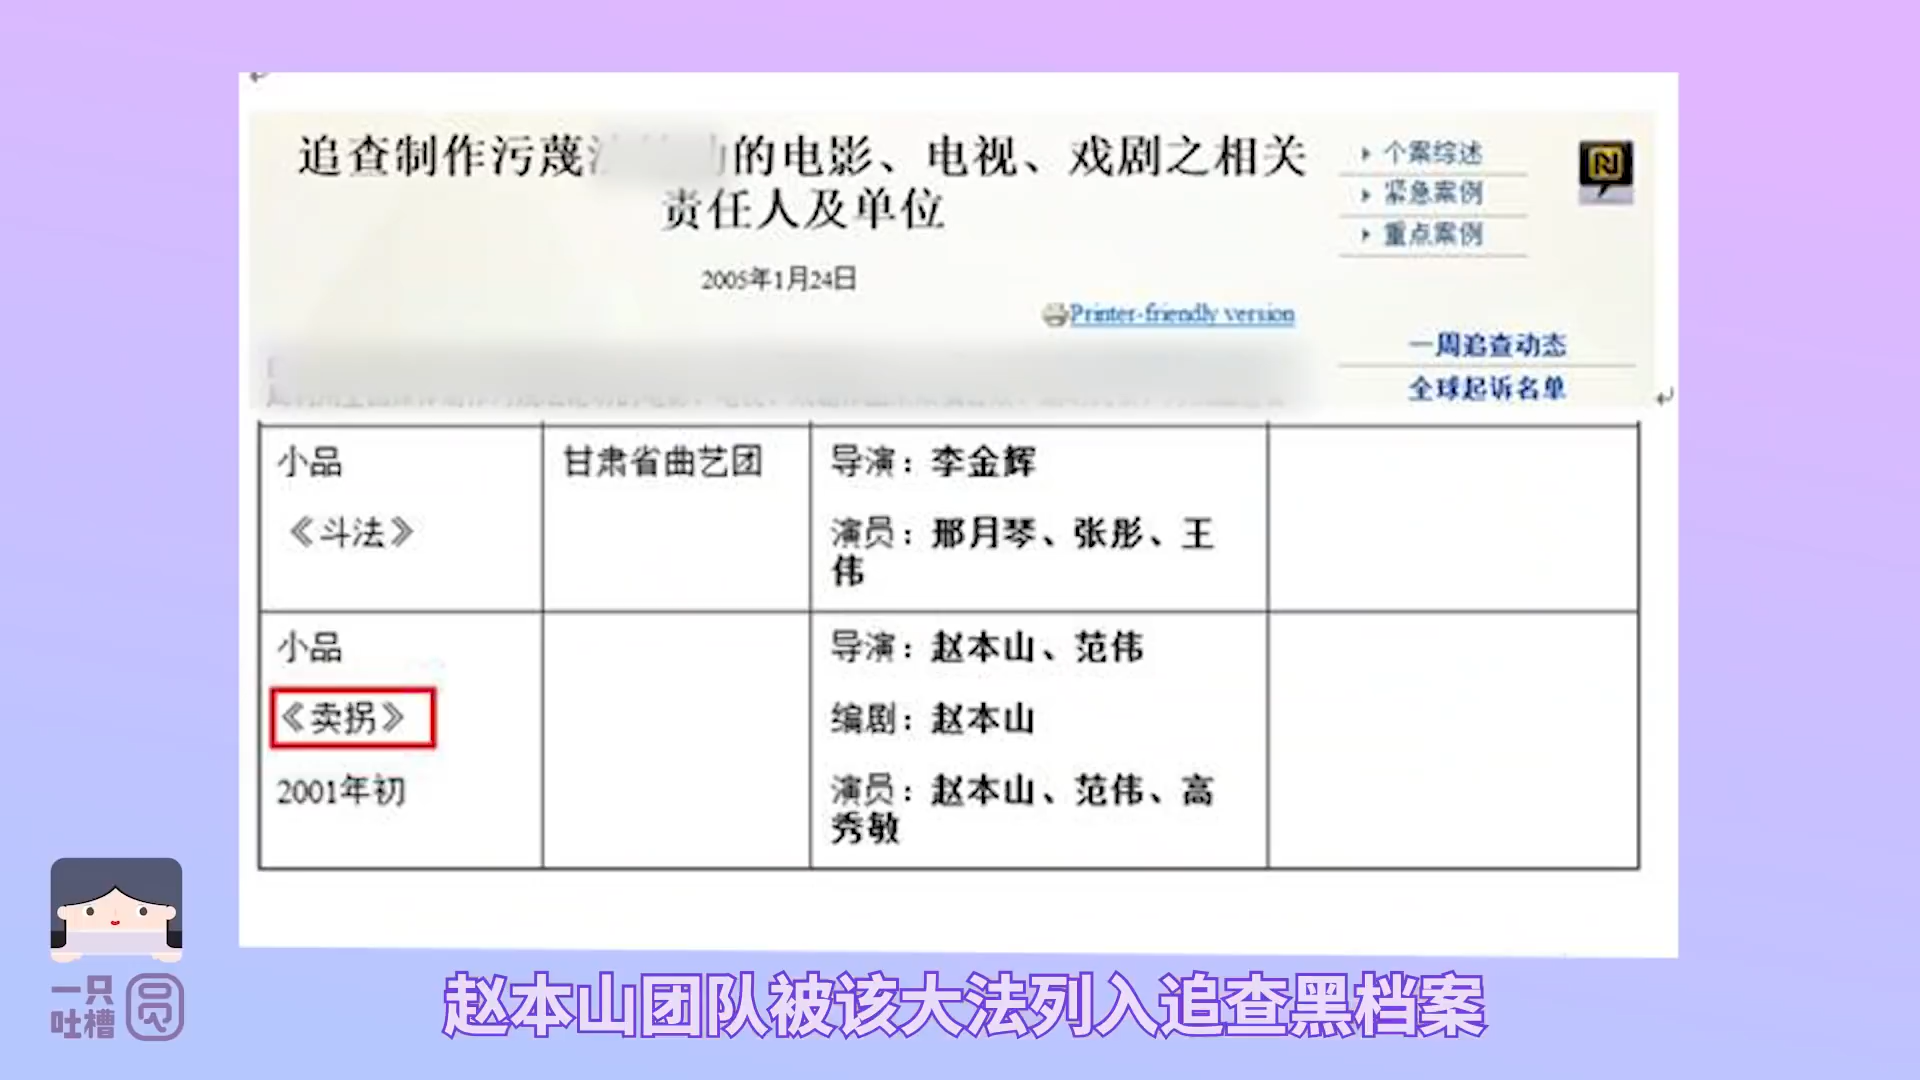 追查制作污蔑
的电影、电视、戏剧之相关
责任人及单位
2005年1月24日
Printer-friendly version
个案综述
紧急案例
重点案例
一周追查动态
全球起诉名单
小品
《斗法》
甘肃省曲艺团
导演：李金辉
演员：邢月琴、张彤、王
伟
小品
《卖拐》
2001年初
导演：赵本山、范伟
编剧：赵本山
演员：赵本山、范伟、高
秀敏
一只
吐槽
圆
赵本山团队被该大法列入追查黑档案